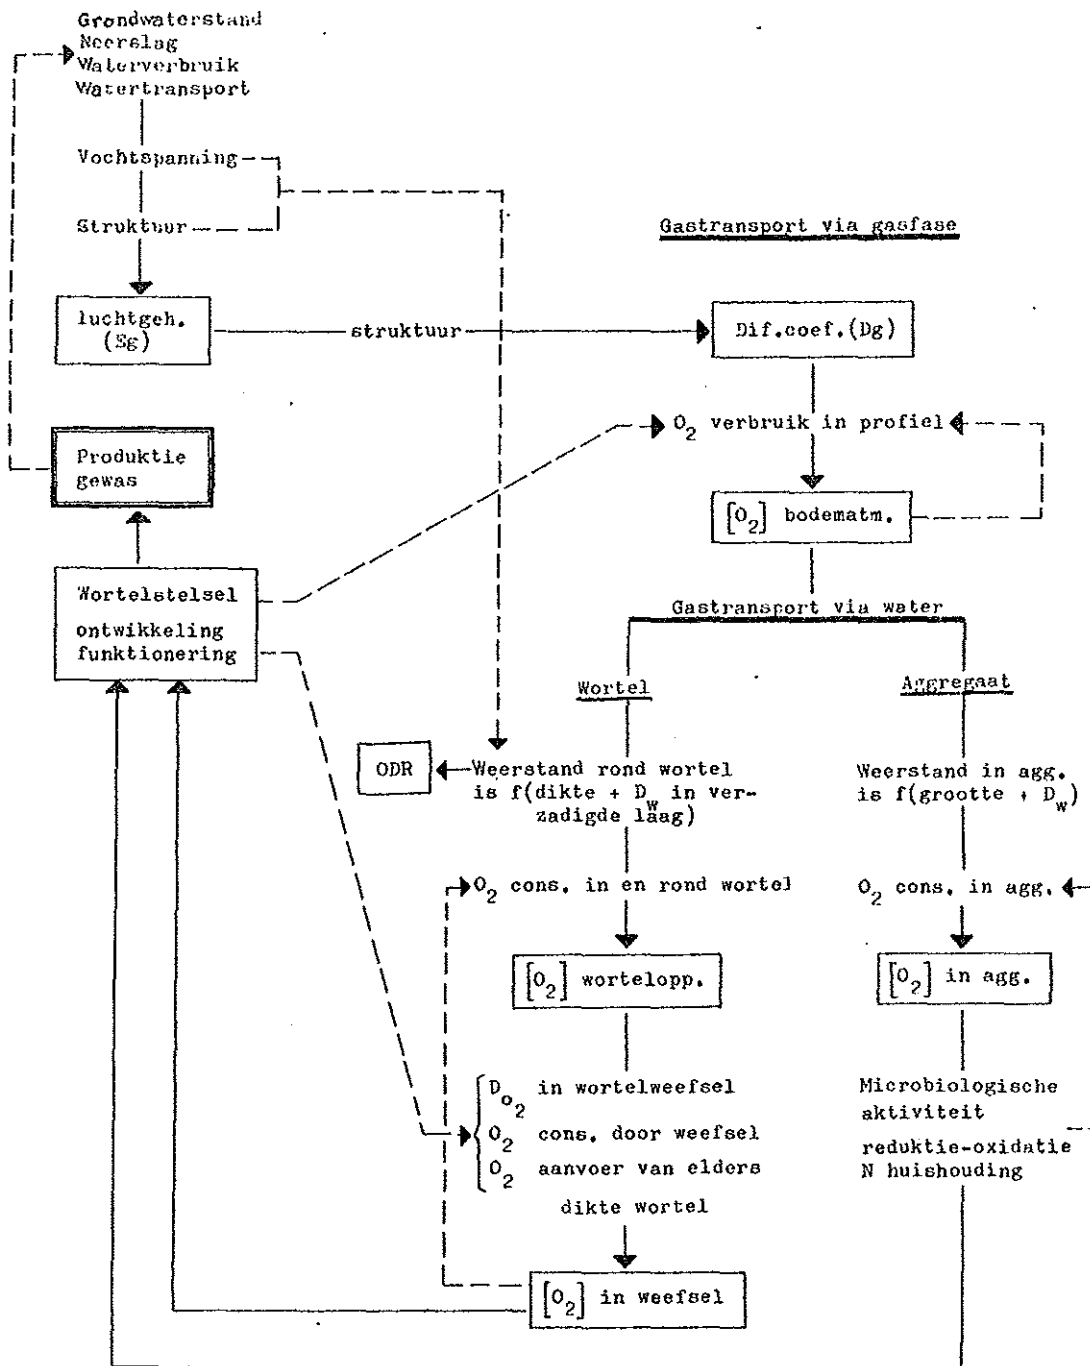 Grondwaterstand
Neerslag
Waterverbruik
Watertransport
Vochtspanning
Struktuur
Gastransport via gasfase
luchtgeh.
(Eg)
struktuur
Dif.coef.(Dg)
O2 verbruik in profiel
Produktie
gewas
[O2] bodematm.
Wortelstelsel
ontwikkeling
funktionering
Gastransport via water
Wortel
Aggregaat
ODR
Weerstand rond wortel
is f(dikte + Dw in ver-
zadigde laag)
Weerstand in agg.
is f(grootte + Dw)
O2 cons. in en rond wortel
O2 cons. in agg.
[O2] wortelopp.
[O2] in agg.
Do2 in wortelweefsel
O2 cons. door weefsel
O2 aanvoer van elders
dikte wortel
Microbiologische
aktiviteit
reduktie-oxidatie
N huishouding
[O2] in weefsel